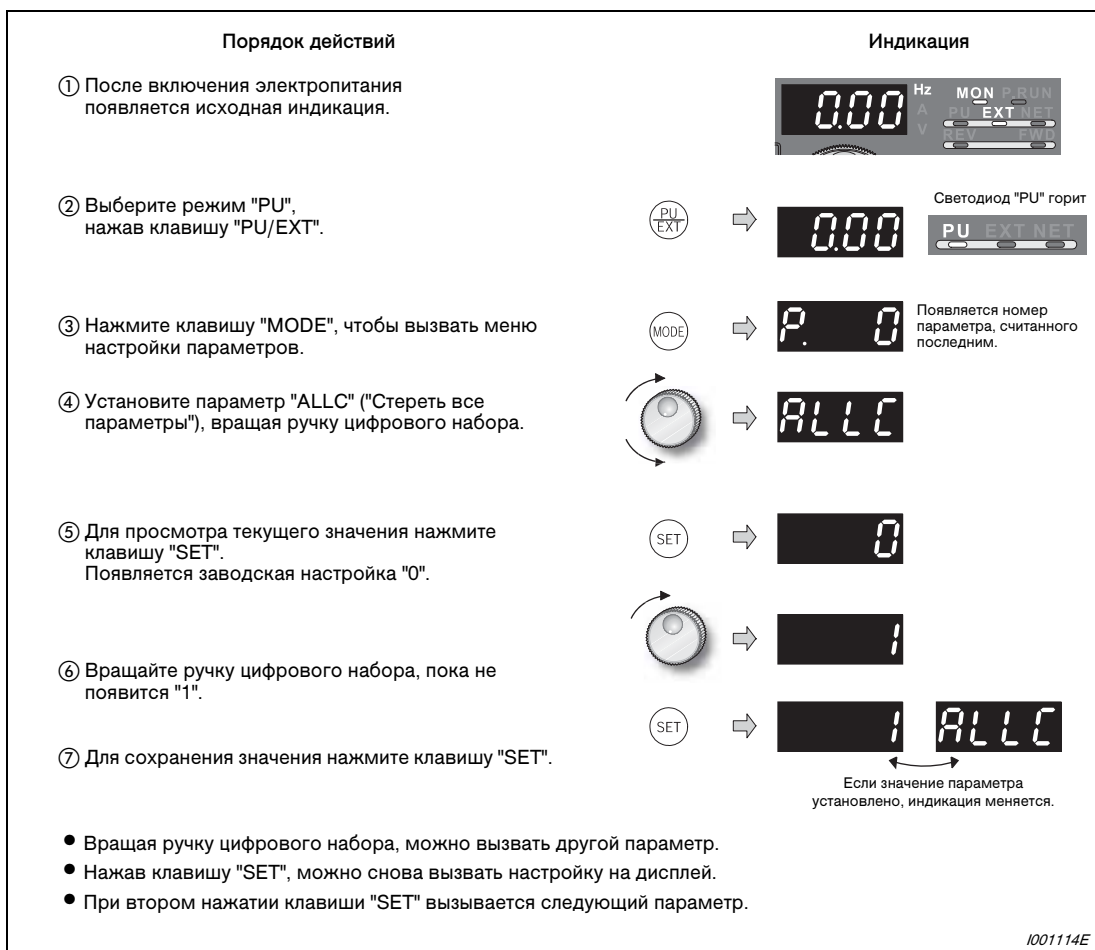 Порядок действий
Индикация
① После включения электропитания
появляется исходная индикация.
0.00
Hz
A
V
MON P.RUN
PU EXT NET
REV FWD
② Выберите режим "PU",
нажав клавишу "PU/EXT".
PU
EXT
0.00
Светодиод "PU" горит
PU EXT NET
③ Нажмите клавишу "MODE", чтобы вызвать меню
настройки параметров.
MODE
P. 0
Появляется номер
параметра, считанного
последним.
④ Установите параметр "ALLC" ("Стереть все
параметры"), вращая ручку цифрового набора.
ALLC
⑤ Для просмотра текущего значения нажмите
клавишу "SET".
Появляется заводская настройка "0".
SET
0
1
⑥ Вращайте ручку цифрового набора, пока не
появится "1".
SET
1
ALLC
⑦ Для сохранения значения нажмите клавишу "SET".
Если значение параметра
установлено, индикация меняется.
● Вращая ручку цифрового набора, можно вызвать другой параметр.
● Нажав клавишу "SET", можно снова вызвать настройку на дисплей.
● При втором нажатии клавиши "SET" вызывается следующий параметр.
I001114E